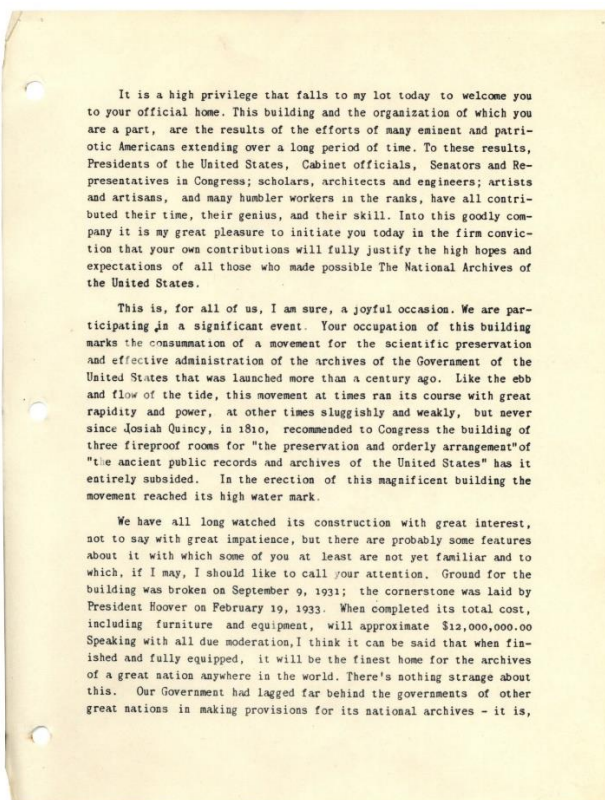 It is a high privilege that falls to my lot today to welcome you
to your official home. This building and the organization of which you
are a part, are the results of the efforts of many eminent and patri-
otic Americans extending over a long period of time. To these results,
Presidents of the United States, Cabinet officials, Senators and Re-
presentatives in Congress; scholars, architects and engineers; artists
and artisans, and many humbler workers in the ranks, have all contri-
buted their time, their genius, and their skill. Into this goodly com-
pany it is my great pleasure to initiate you today in the firm convic-
tion that your own contributions will fully justify the high hopes and
expectations of all those who made possible The National Archives of
the United States.
This is, for all of us, I am sure, a joyful occasion. We are par-
ticipating in a significant event. Your occupation of this building
marks the consummation of a movement for the scientific preservation
and effective administration of the archives of the Government of the
United States that was launched more than a century ago. Like the ebb
and flow of the tide, this movement at times ran its course with great
rapidity and power, at other times sluggishly and weakly, but never
since Josiah Quincy, in 1810, recommended to Congress the building of
three fireproof rooms for "the preservation and orderly arrangement"of
"the ancient public records and archives of the United States" has it
entirely subsided. In the erection of this magnificent building the
movement reached its high water mark.
We have all long watched its construction with great interest,
not to say with great impatience, but there are probably some features
about it with which some of you at least are not yet familiar and to
which, if I may, I should like to call your attention. Ground for the
building was broken on September 9, 1931; the cornerstone was laid by
President Hoover on February 19, 1933. When completed its total cost,
including furniture and equipment, will approximate $12,000,000.00
Speaking with all due moderation,I think it can be said that when fin-
ished and fully equipped, it will be the finest home for the archives
of a great nation anywhere in the world. There's nothing strange about
this. Our Government had lagged far behind the governments of other
great nations in making provisions for its national archives - it is,